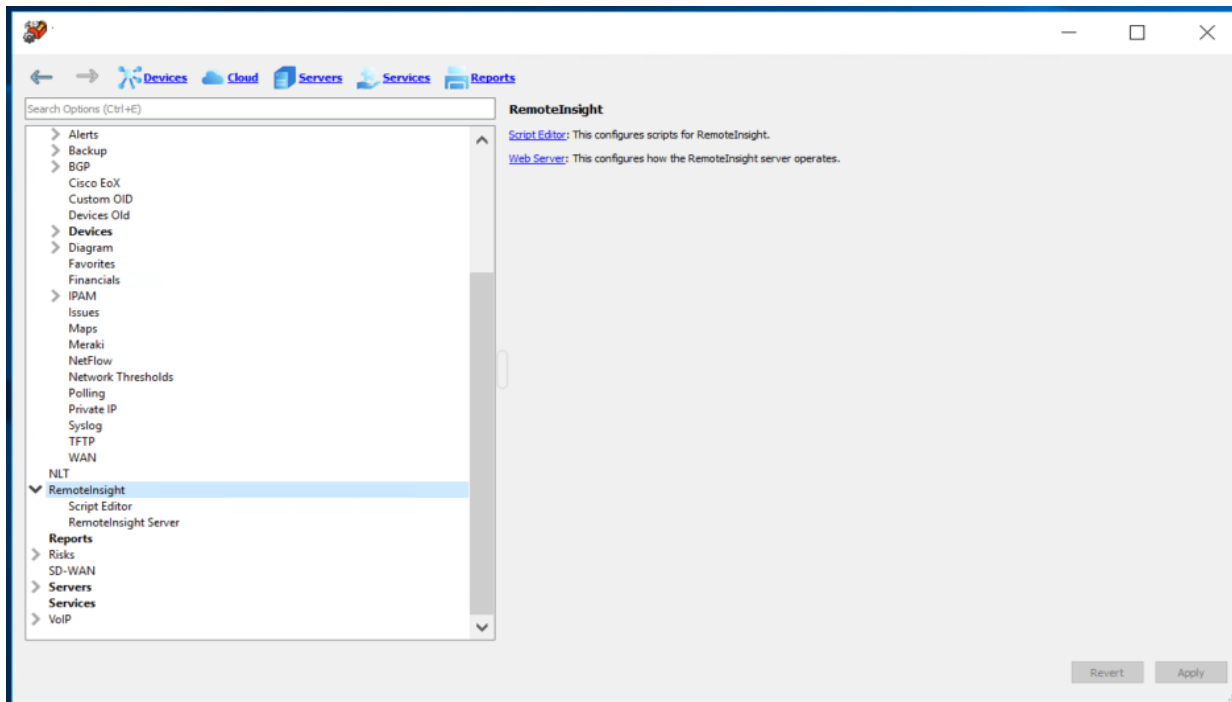 Devices Cloud Servers Services Reports
Search Options (Ctrl+E)
Alerts
Backup
BGP
Cisco EoX
Custom OID
Devices Old
Devices
Diagram
Favorites
Financials
IPAM
Issues
Maps
Meraki
NetFlow
Network Thresholds
Polling
Private IP
Syslog
TFTP
WAN
NLT
RemoteInsight
Script Editor
RemoteInsight Server
Reports
Risks
SD-WAN
Servers
Services
VoIP
RemoteInsight
Script Editor: This configures scripts for RemoteInsight.
Web Server: This configures how the RemoteInsight server operates.
Revert Apply